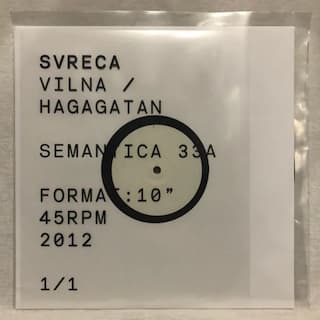 SVRECA
VILNA /
HAGAGATAN
SEMANTICA 33A
FORMAT:10”
45RPM
2012
1/1